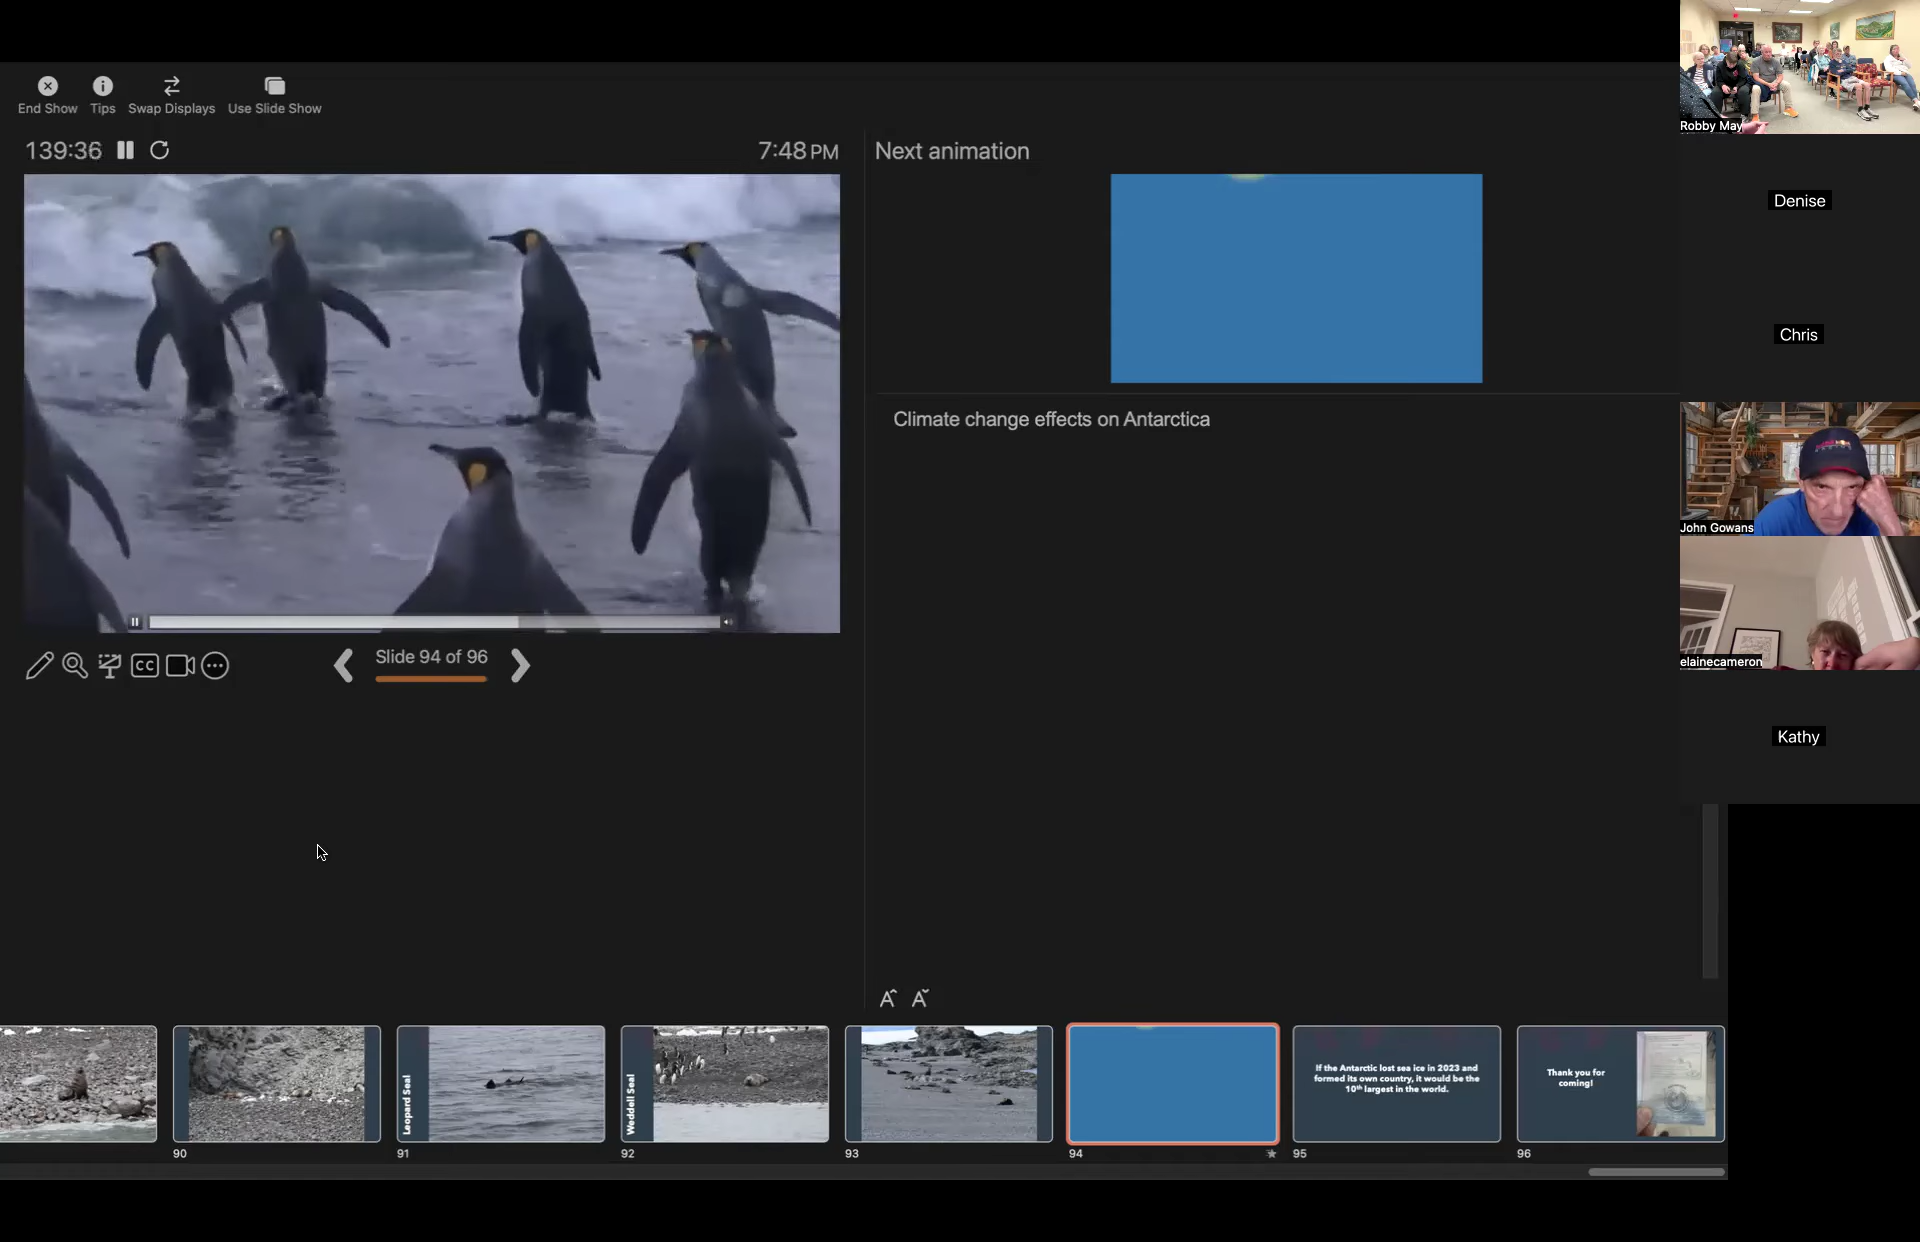 End Show
Tips
Swap Displays
Use Slide Show
139:36
7:48 PM
Next animation
Climate change effects on Antarctica
CC
Slide 94 of 96
A A
Leopard Seal
Weddell Seal
If the Antarctic lost sea ice in 2023 and
formed its own country, it would be the
10th largest in the world.
Thank you for
coming!
90
91
92
93
94
95
96
Robby May
Denise
Chris
John Gowans
elainecameron
Kathy